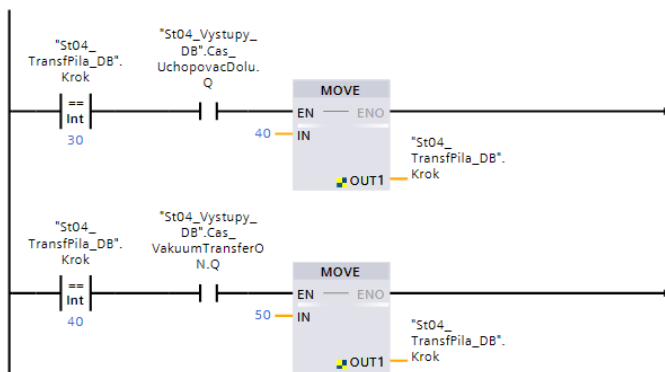 "St04_
TransfPila_DB".
Krok
==
Int
30
"St04_Vystupy_
DB".Cas_
UchopovacDolu.
Q
MOVE
EN
ENO
40
IN
OUT1
"St04_
TransfPila_DB".
Krok
"St04_
TransfPila_DB".
Krok
==
Int
40
"St04_Vystupy_
DB".Cas_
VakuumTransferO
N.Q
MOVE
EN
ENO
50
IN
OUT1
"St04_
TransfPila_DB".
Krok